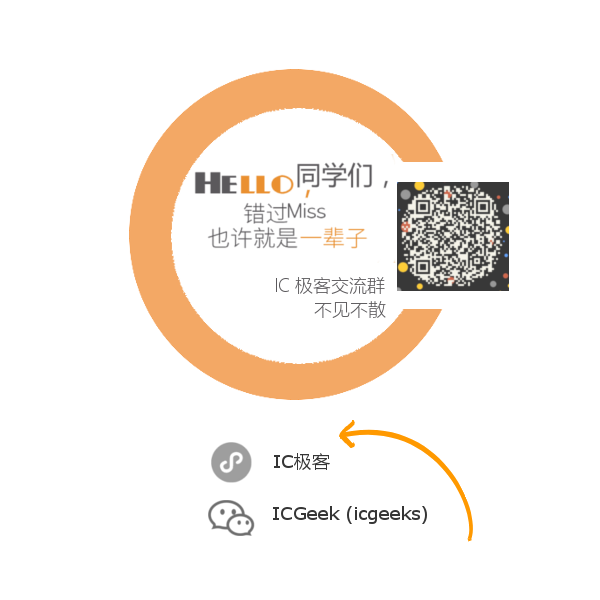 HELLO, 同学们，
错过Miss
也许就是一辈子
IC 极客交流群
不见不散
IC极客
ICGeek (icgeeks)